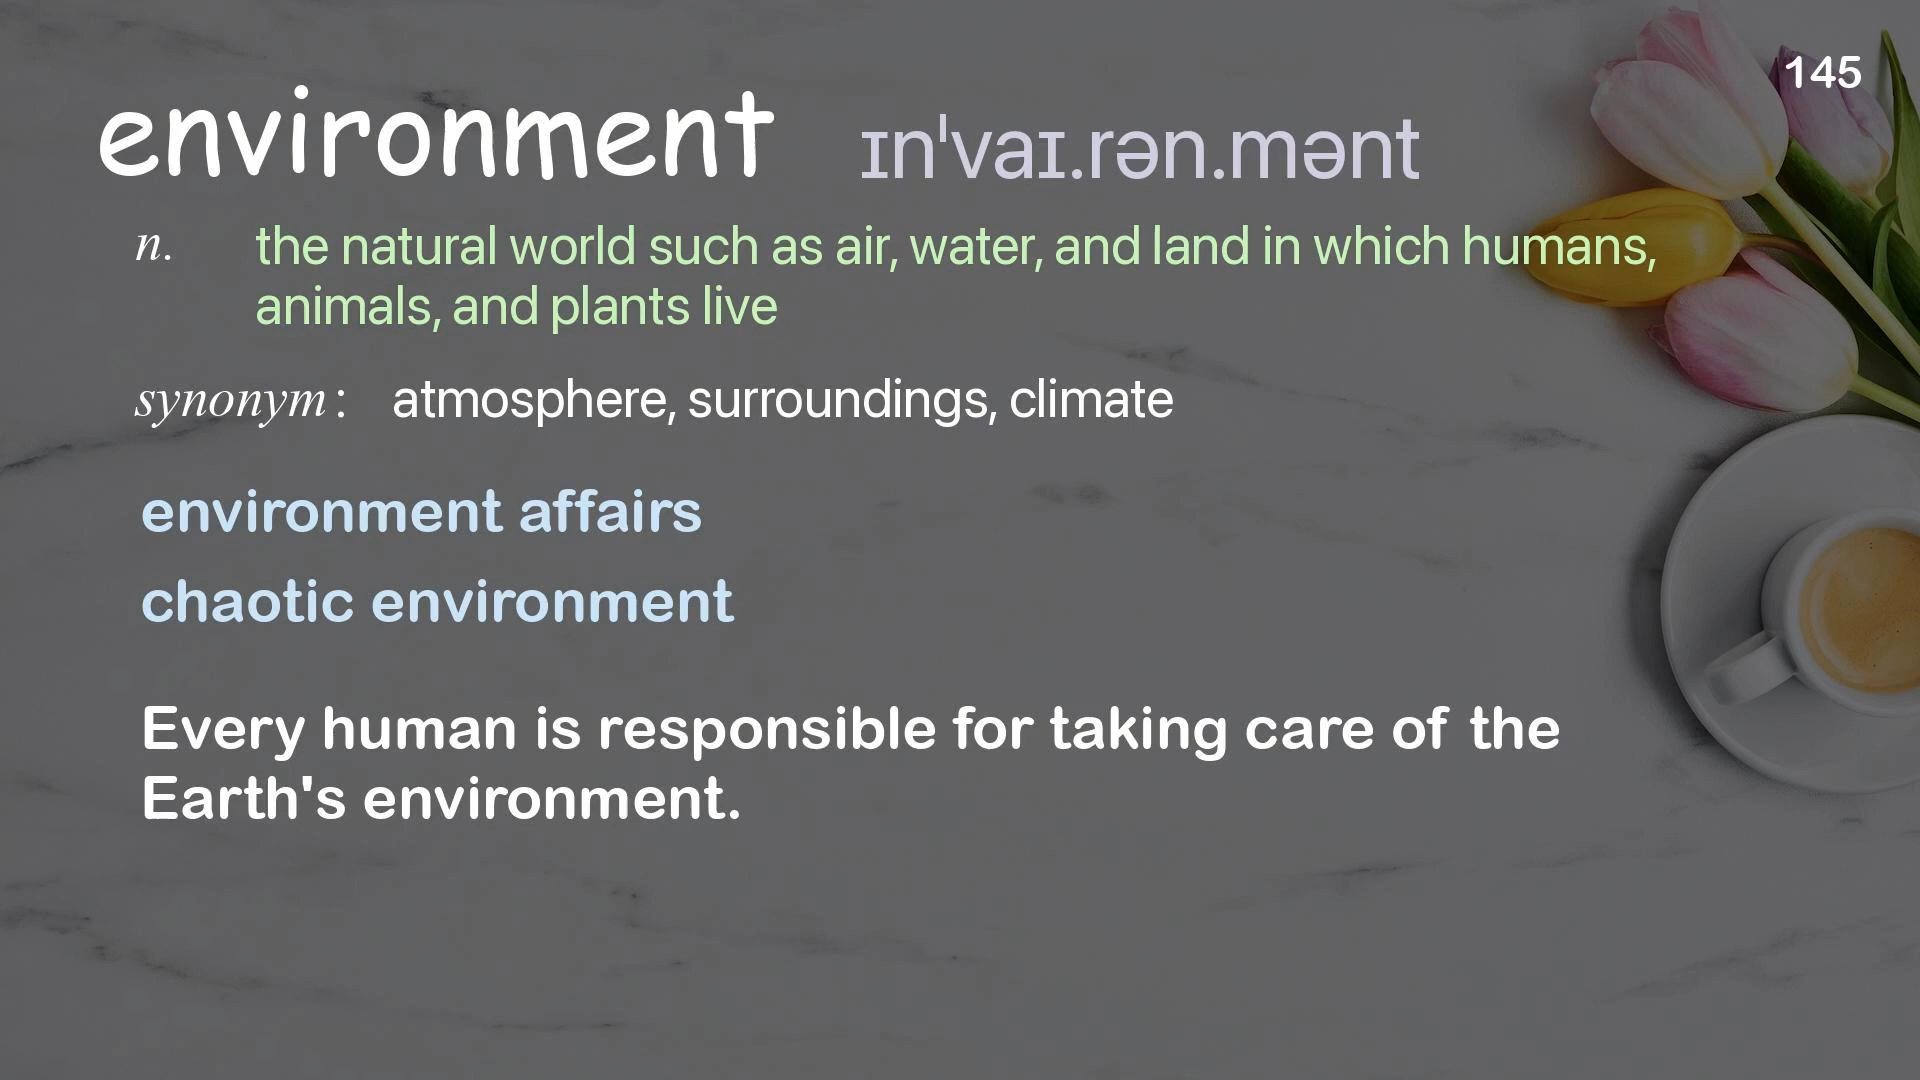 145
environment ɪnˈvaɪ.rən.mənt
n. the natural world such as air, water, and land in which humans,
animals, and plants live
synonym : atmosphere, surroundings, climate
environment affairs
chaotic environment
Every human is responsible for taking care of the
Earth's environment.